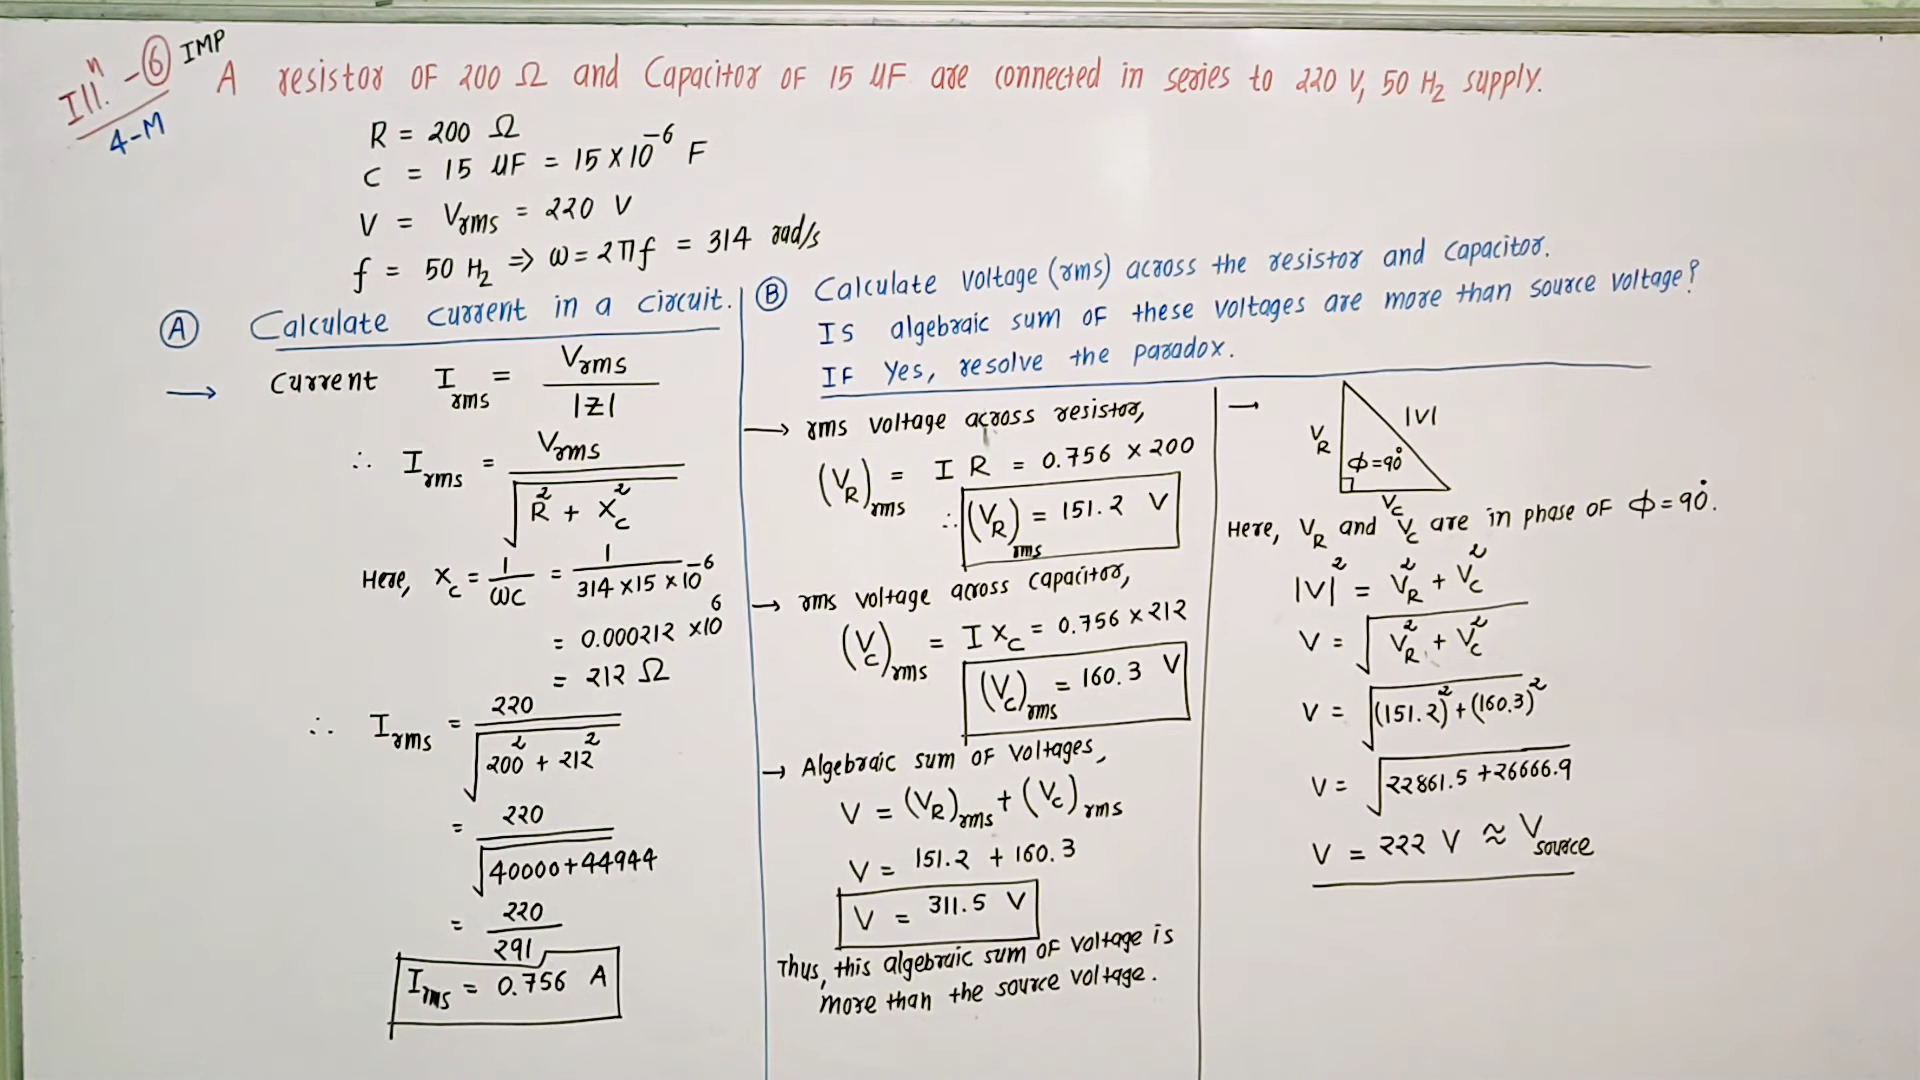 Illⁿ. -⑥ IMP
4-M
A resistor OF 200 Ω and Capacitor OF 15 µF are connected in series to 220 V, 50 Hz supply.
R = 200 Ω
C = 15 µF = 15×10⁻⁶ F
V = Vrms = 220 V
f = 50 Hz ⇒ ω = 2πf = 314 rad/s
Ⓐ Calculate current in a circuit.
→ Current I rms = Vrms / |Z|
∴ Irms = Vrms / √(R² + Xc²)
Here, Xc = 1/ωC = 1 / 314×15×10⁻⁶
= 0.000212 ×10⁶
= 212 Ω
∴ Irms = 220 / √(200² + 212²)
= 220 / √(40000+44944)
= 220 / 291
Irms = 0.756 A
Ⓑ Calculate voltage (rms) across the resistor and capacitor.
Is algebraic sum OF these voltages are more than source voltage?
IF Yes, resolve the paradox.
→ rms voltage across resistor,
(VR)rms = I R = 0.756 × 200
∴ (VR)rms = 151.2 V
→ rms voltage across capacitor,
(Vc)rms = I Xc = 0.756 × 212
(Vc)rms = 160.3 V
→ Algebraic sum OF Voltages,
V = (VR)rms + (Vc)rms
V = 151.2 + 160.3
V = 311.5 V
Thus, this algebraic sum OF voltage is
more than the source voltage.
→
VR |V|
ϕ=90°
Vc
Here, VR and Vc are in phase OF ϕ=90°.
|V|² = VR² + Vc²
V = √(VR² + Vc²)
V = √((151.2)² + (160.3)²)
V = √(22861.5 + 26666.9)
V = 222 V ≈ Vsource